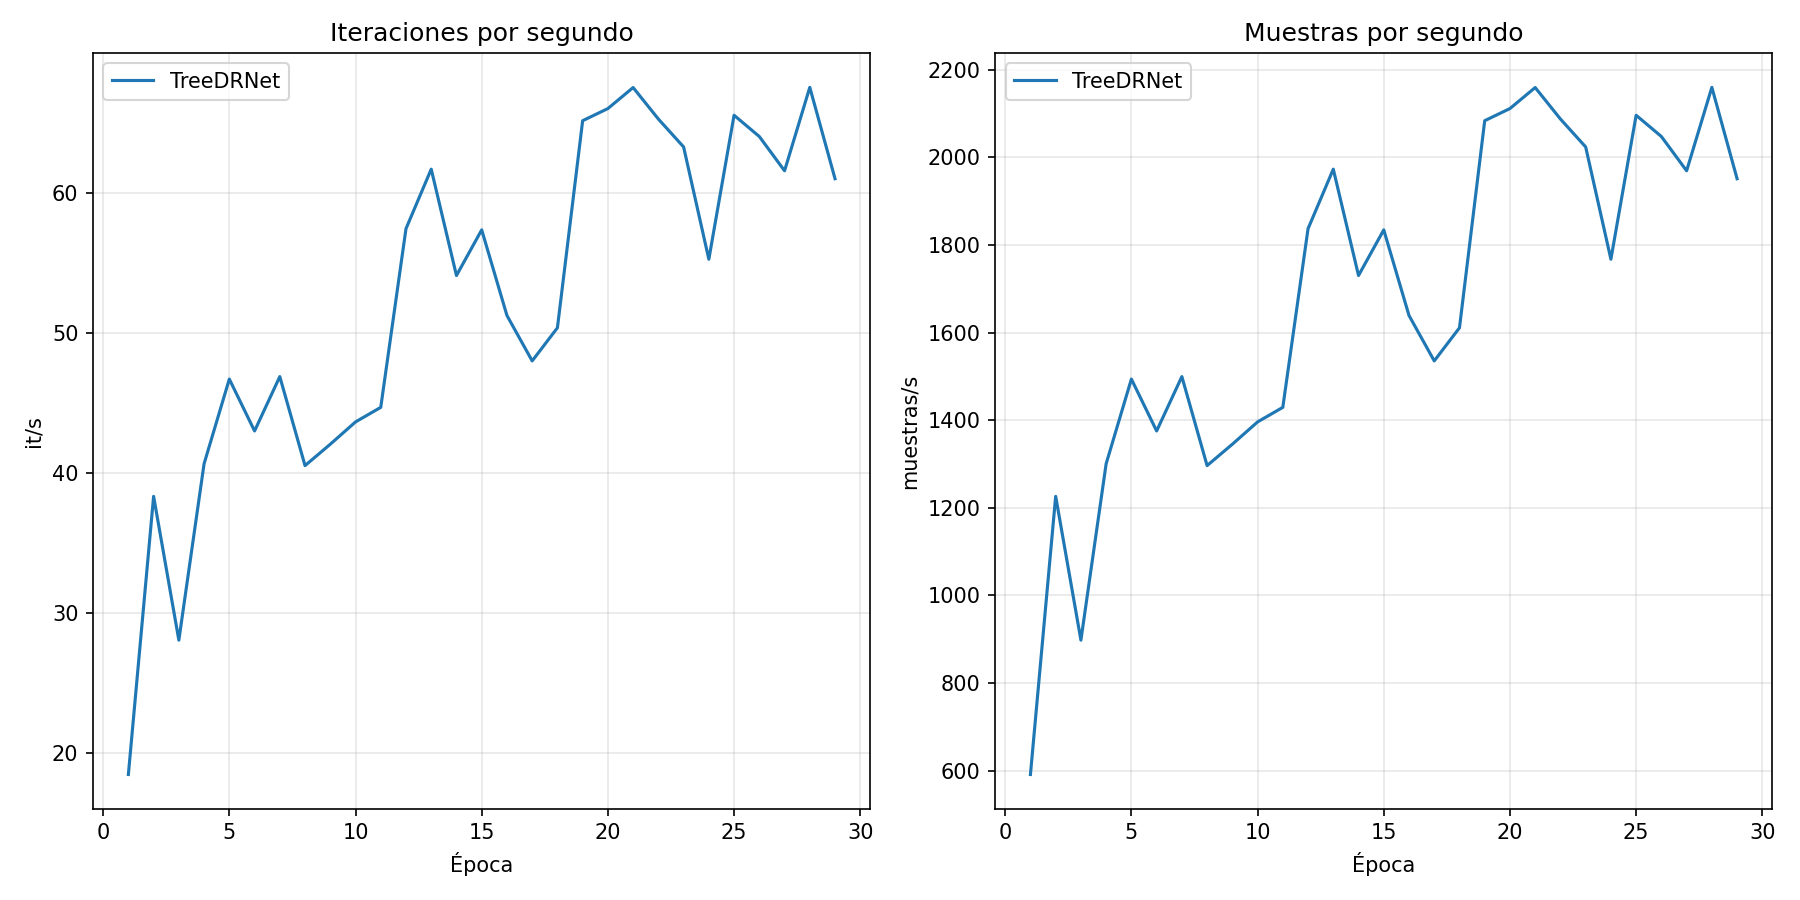 Iteraciones por segundo
TreeDRNet
60
50
40
30
20
it/s
0 5 10 15 20 25 30
Época
Muestras por segundo
TreeDRNet
2200
2000
1800
1600
1400
1200
1000
800
600
muestras/s
0 5 10 15 20 25 30
Época